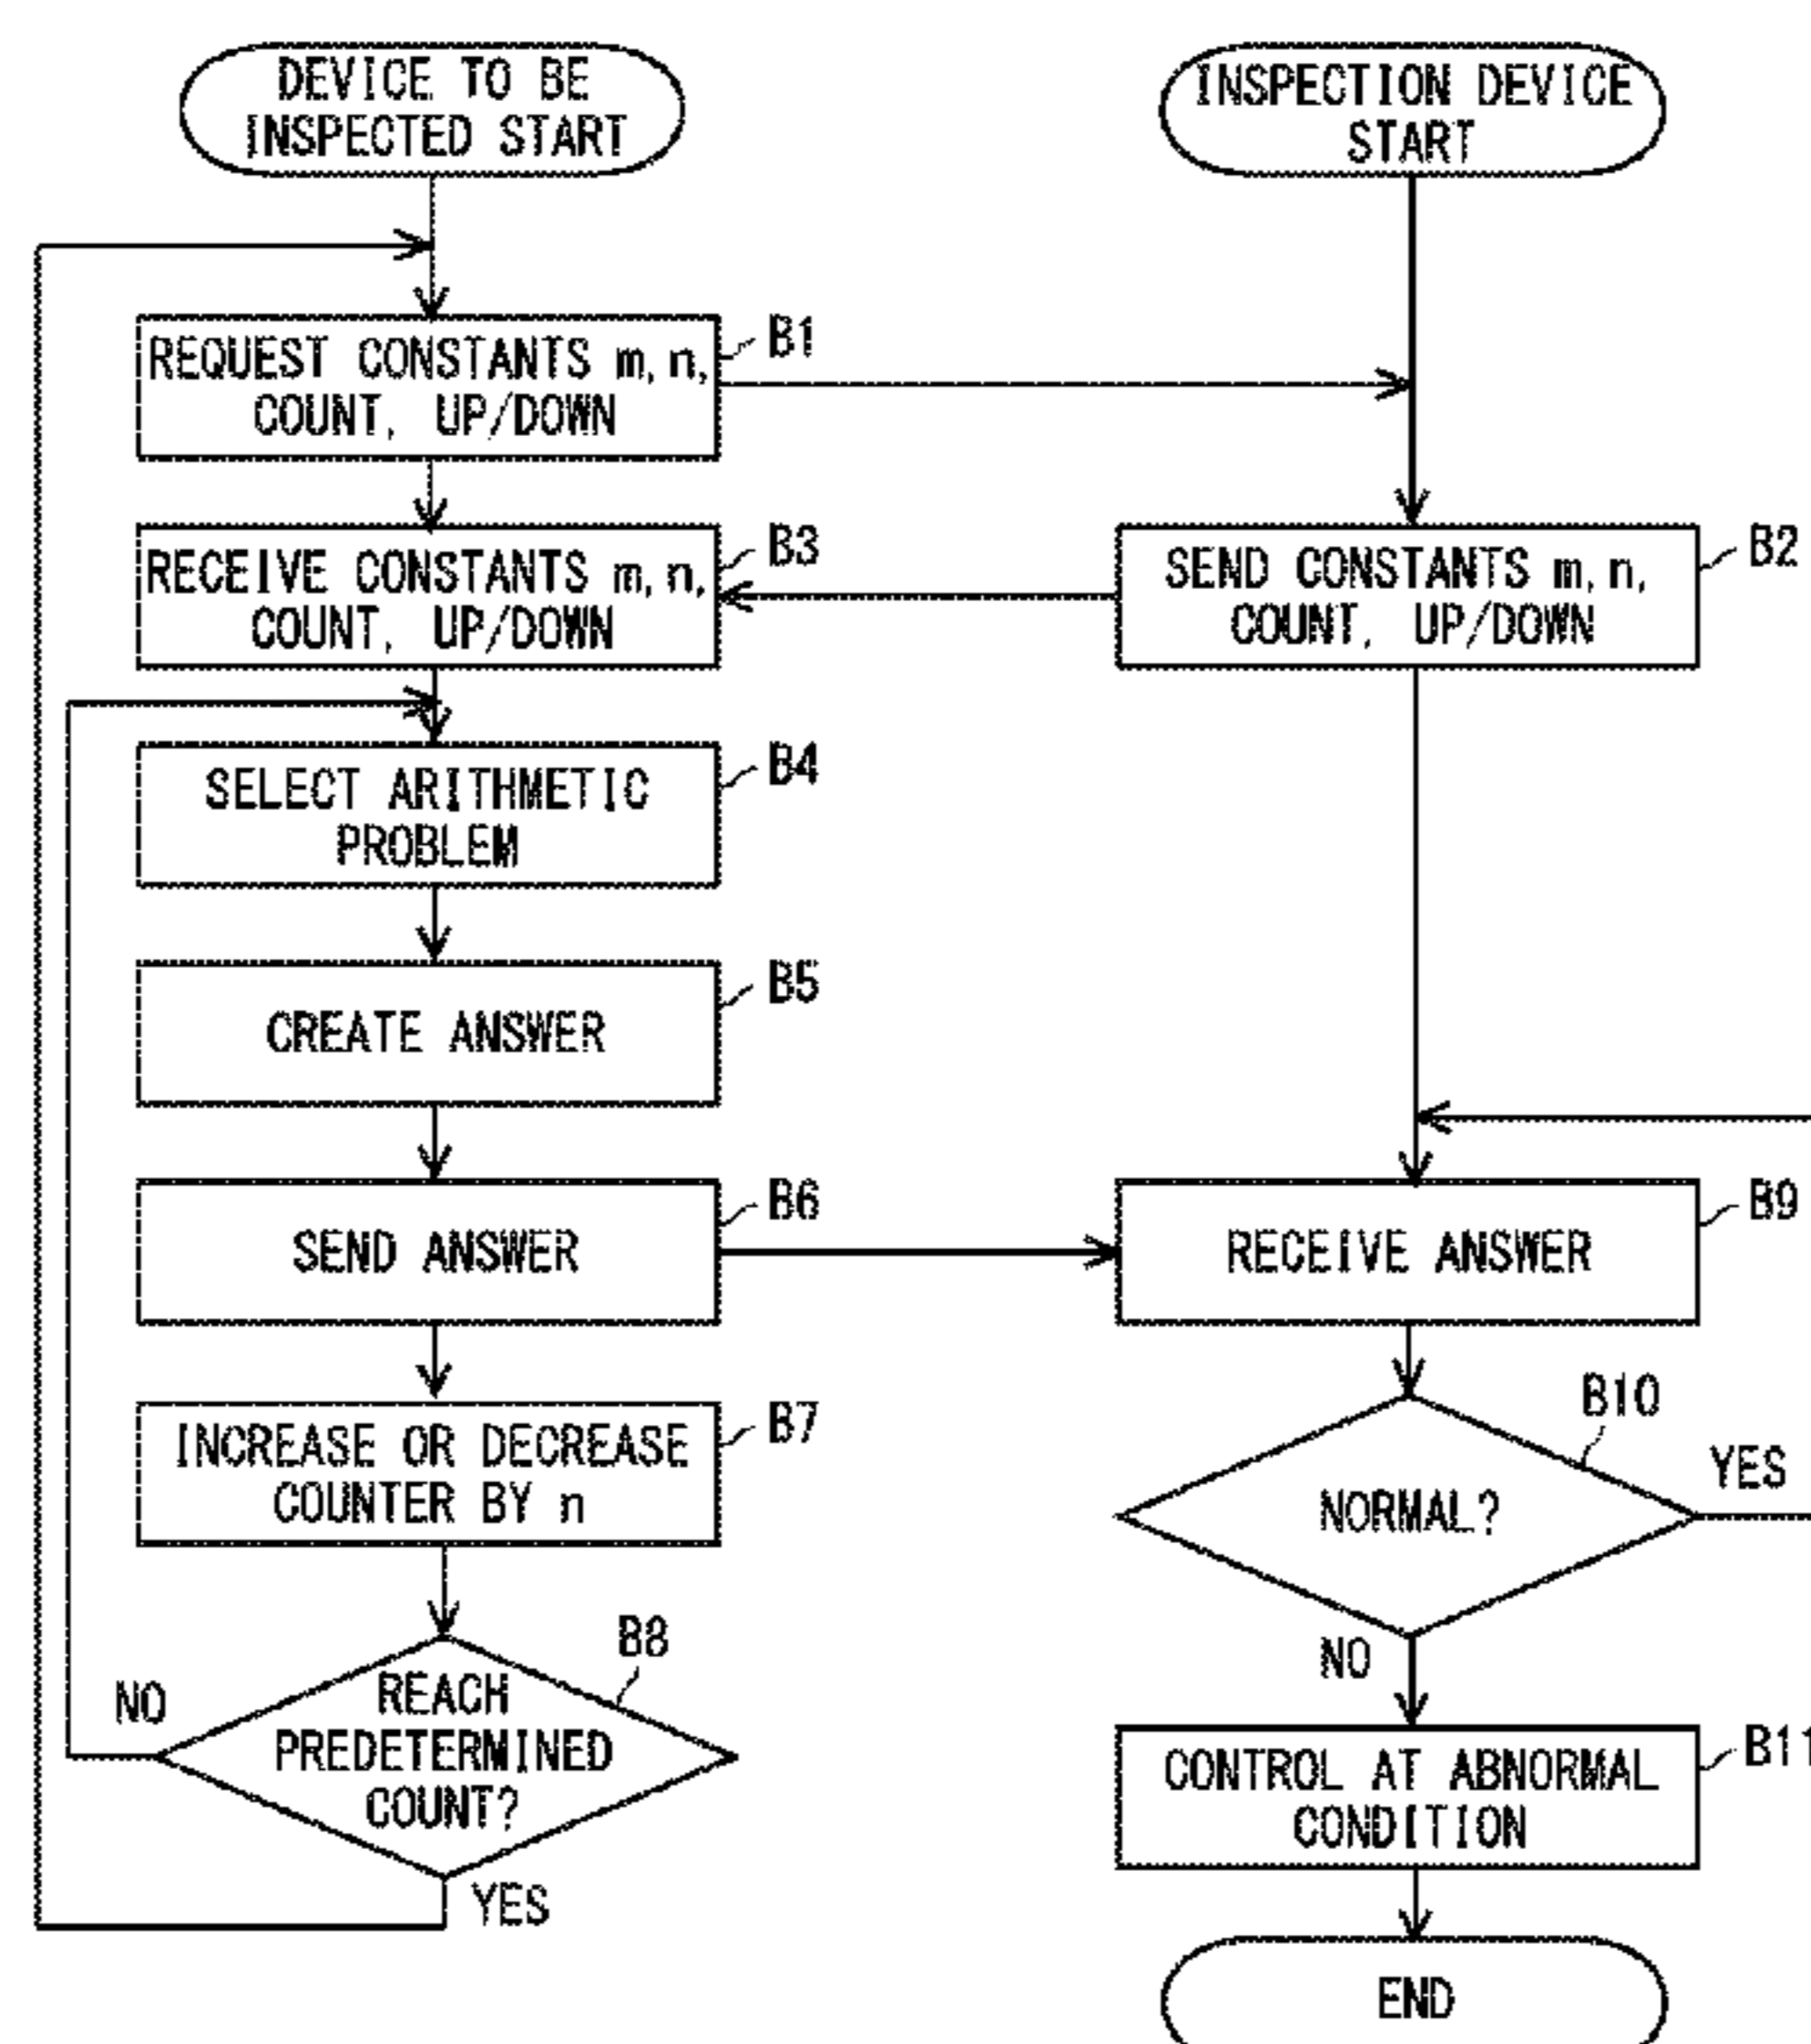 DEVICE TO BE
INSPECTED START
INSPECTION DEVICE
START
REQUEST CONSTANTS m, n,
COUNT, UP/DOWN
B1
RECEIVE CONSTANTS m, n,
COUNT, UP/DOWN
B3
SEND CONSTANTS m, n,
COUNT, UP/DOWN
B2
SELECT ARITHMETIC
PROBLEM
B4
CREATE ANSWER
B5
SEND ANSWER
B6
RECEIVE ANSWER
B9
INCREASE OR DECREASE
COUNTER BY n
B7
NORMAL?
B10
YES
NO
REACH
PREDETERMINED
COUNT?
B8
NO
YES
CONTROL AT ABNORMAL
CONDITION
B11
END